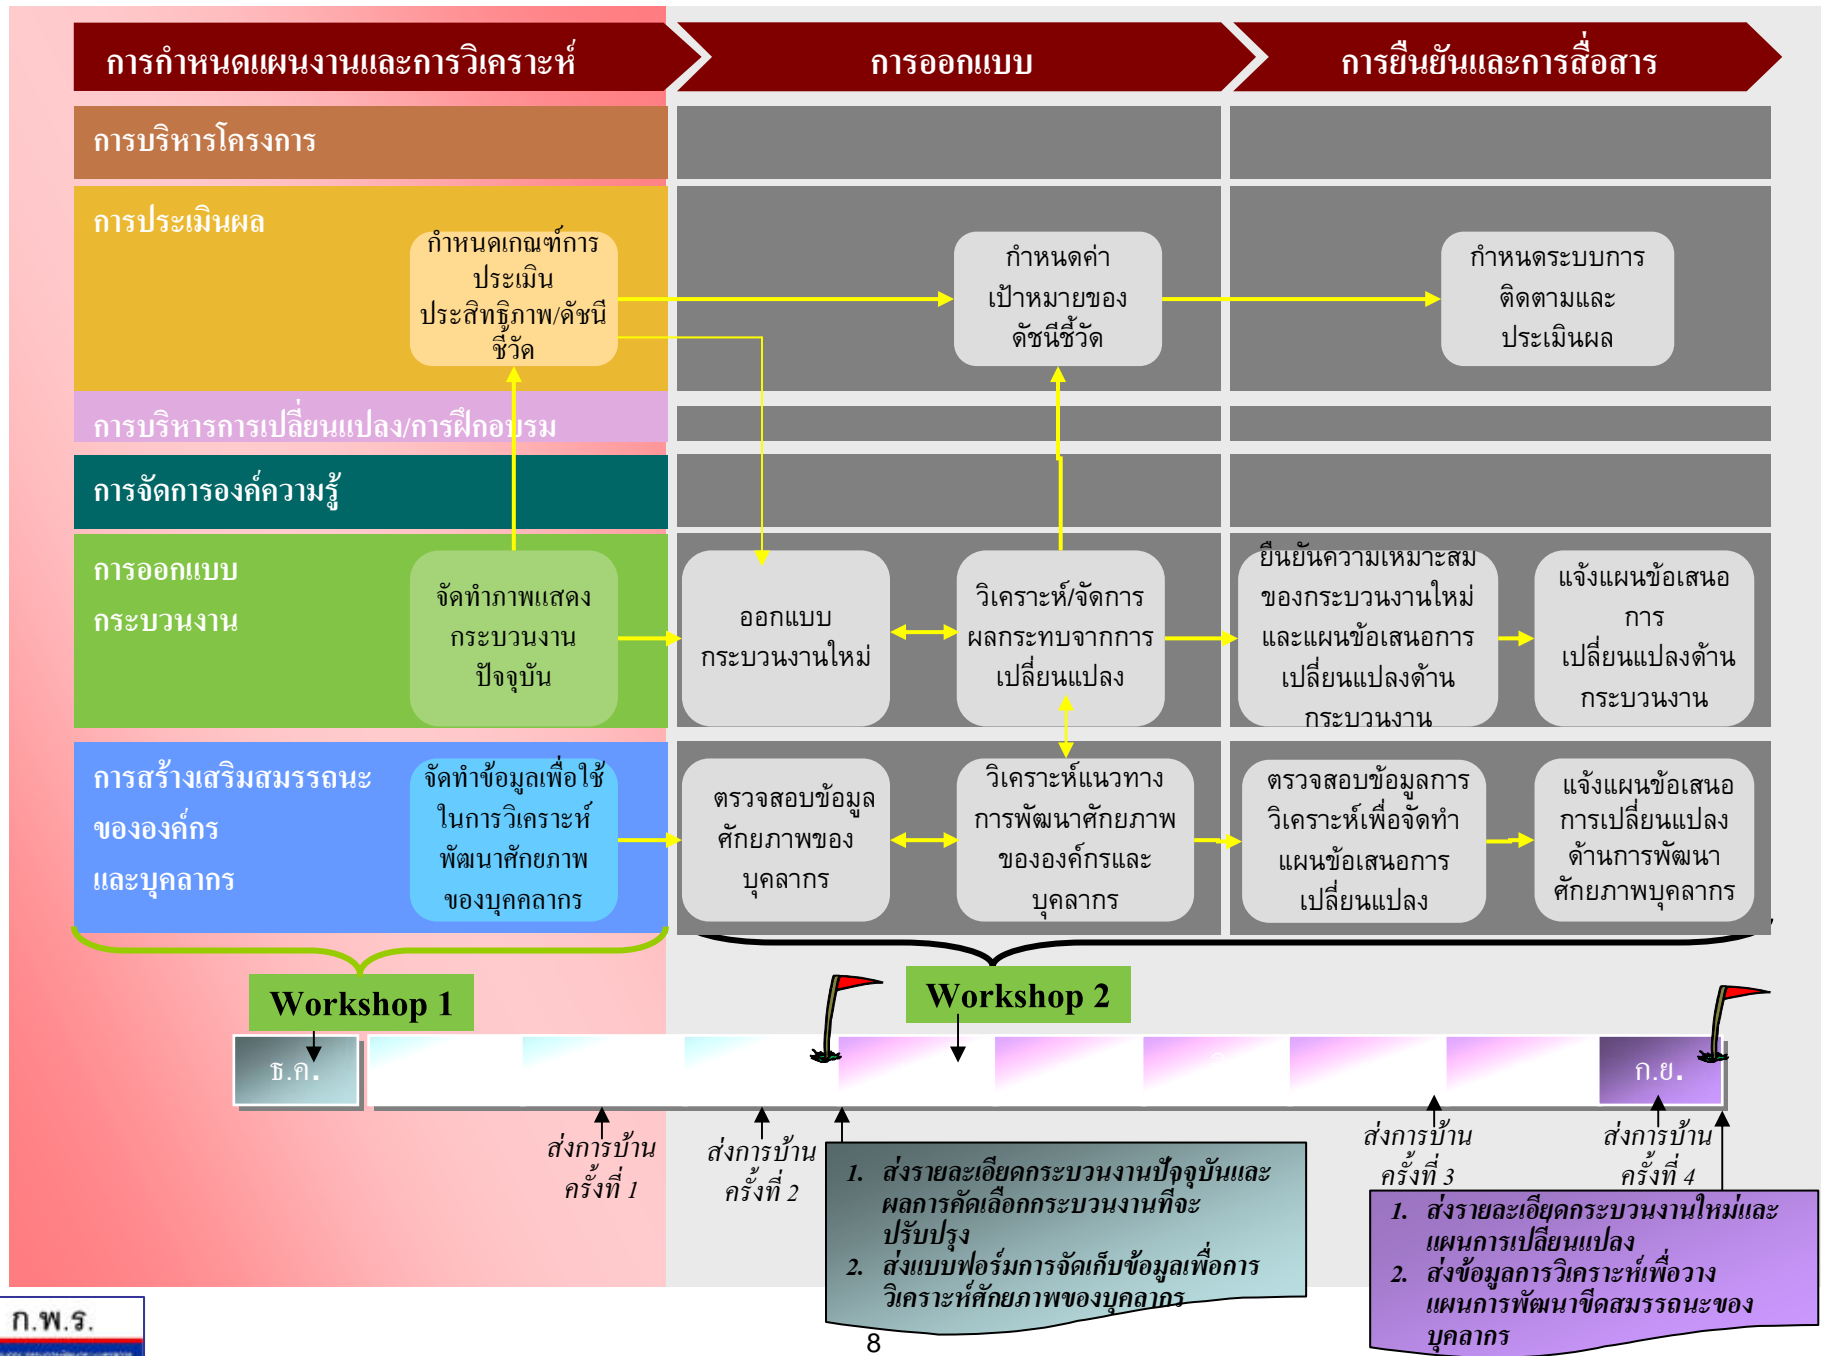 การกำหนดแผนงานและการวิเคราะห์
การออกแบบ
การยืนยันและการสื่อสาร
การบริหารโครงการ
การประเมินผล
กำหนดเกณฑ์การ
ประเมิน
ประสิทธิภาพ/ดัชนี
ชี้วัด
กำหนดค่า
เป้าหมายของ
ดัชนีชี้วัด
กำหนดระบบการ
ติดตามและ
ประเมินผล
การบริหารการเปลี่ยนแปลง/การฝึกอบรม
การจัดการองค์ความรู้
การออกแบบ
กระบวนงาน
จัดทำภาพแสดง
กระบวนงาน
ปัจจุบัน
ออกแบบ
กระบวนงานใหม่
วิเคราะห์/จัดการ
ผลกระทบจากการ
เปลี่ยนแปลง
ยืนยันความเหมาะสม
ของกระบวนงานใหม่
และแผนข้อเสนอการ
เปลี่ยนแปลงด้าน
กระบวนงาน
แจ้งแผนข้อเสนอ
การ
เปลี่ยนแปลงด้าน
กระบวนงาน
การสร้างเสริมสมรรถนะ
ขององค์กร
และบุคลากร
จัดทำข้อมูลเพื่อใช้
ในการวิเคราะห์
พัฒนาศักยภาพ
ของบุคคลากร
ตรวจสอบข้อมูล
ศักยภาพของ
บุคลากร
วิเคราะห์แนวทาง
การพัฒนาศักยภาพ
ขององค์กรและ
บุคลากร
ตรวจสอบข้อมูลการ
วิเคราะห์เพื่อจัดทำ
แผนข้อเสนอการ
เปลี่ยนแปลง
แจ้งแผนข้อเสนอ
การเปลี่ยนแปลง
ด้านการพัฒนา
ศักยภาพบุคลากร
Workshop 1
Workshop 2
ธ.ค.
ก.ย.
ส่งการบ้าน
ครั้งที่ 1
ส่งการบ้าน
ครั้งที่ 2
ส่งการบ้าน
ครั้งที่ 3
ส่งการบ้าน
ครั้งที่ 4
1. ส่งรายละเอียดกระบวนงานปัจจุบันและ
ผลการคัดเลือกกระบวนงานที่จะ
ปรับปรุง
2. ส่งแบบฟอร์มการจัดเก็บข้อมูลเพื่อการ
วิเคราะห์ศักยภาพของบุคลากร
1. ส่งรายละเอียดกระบวนงานใหม่และ
แผนการเปลี่ยนแปลง
2. ส่งข้อมูลการวิเคราะห์เพื่อวาง
แผนการพัฒนาขีดสมรรถนะของ
บุคลากร
ก.พ.ร.
8